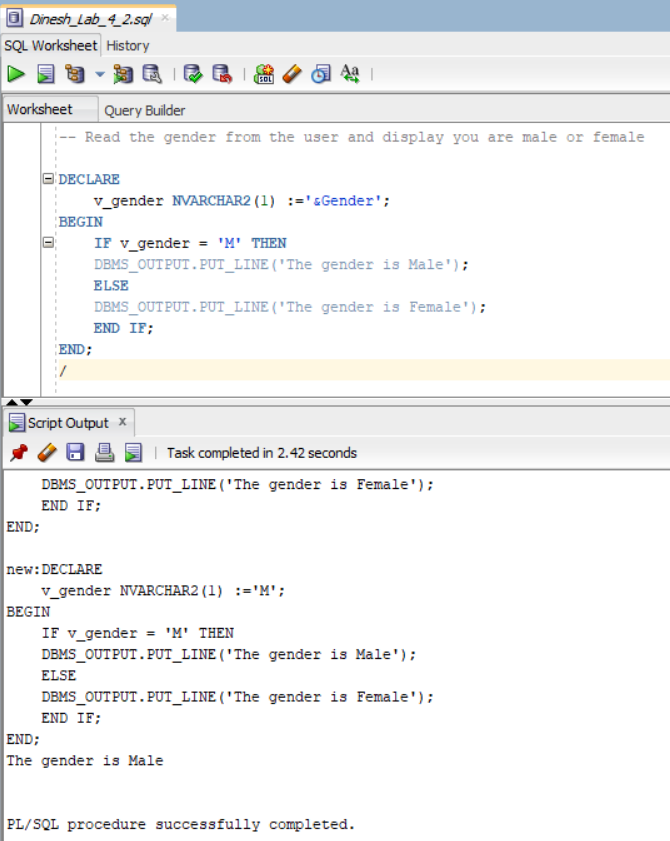 Dinesh_Lab_4_2.sql ×
SQL Worksheet History
SQL
Aa
Worksheet Query Builder
-- Read the gender from the user and display you are male or female
DECLARE
v_gender NVARCHAR2(1) :='&Gender';
BEGIN
IF v_gender = 'M' THEN
DBMS_OUTPUT.PUT_LINE('The gender is Male');
ELSE
DBMS_OUTPUT.PUT_LINE('The gender is Female');
END IF;
END;
/
Script Output x
Task completed in 2.42 seconds
DBMS_OUTPUT.PUT_LINE('The gender is Female');
END IF;
END;
new:DECLARE
v_gender NVARCHAR2(1) :='M';
BEGIN
IF v_gender = 'M' THEN
DBMS_OUTPUT.PUT_LINE('The gender is Male');
ELSE
DBMS_OUTPUT.PUT_LINE('The gender is Female');
END IF;
END;
The gender is Male
PL/SQL procedure successfully completed.